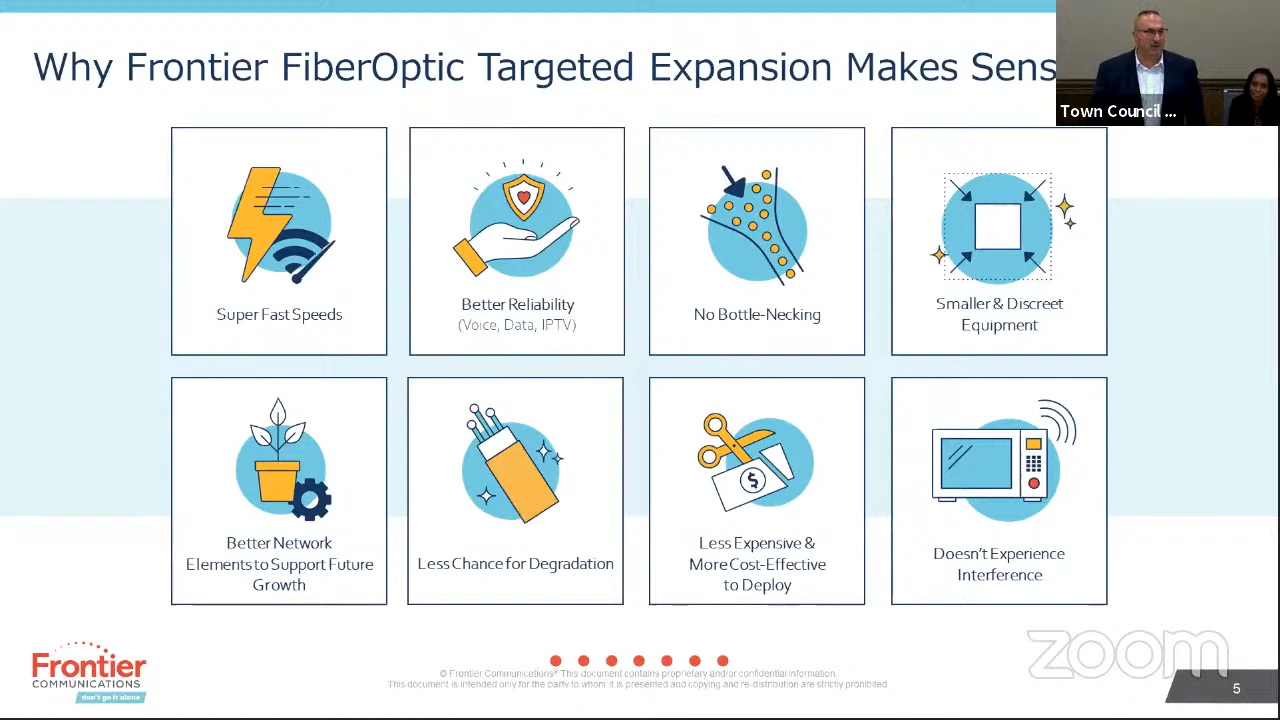 Why Frontier FiberOptic Targeted Expansion Makes Sens
Town Council ...
Super Fast Speeds
Better Reliability
(Voice, Data, IPTV)
No Bottle-Necking
Smaller & Discreet
Equipment
$
Better Network
Elements to Support Future
Growth
Less Chance for Degradation
Less Expensive &
More Cost-Effective
to Deploy
Doesn't Experience
Interference
Frontier
COMMUNICATIONS
don't go it alone
© Frontier Communications® This document contains proprietary and/or confidential information.
This document is intended only for the party to whom it is presented and copying and re-distribution are strictly prohibited
zoom
5